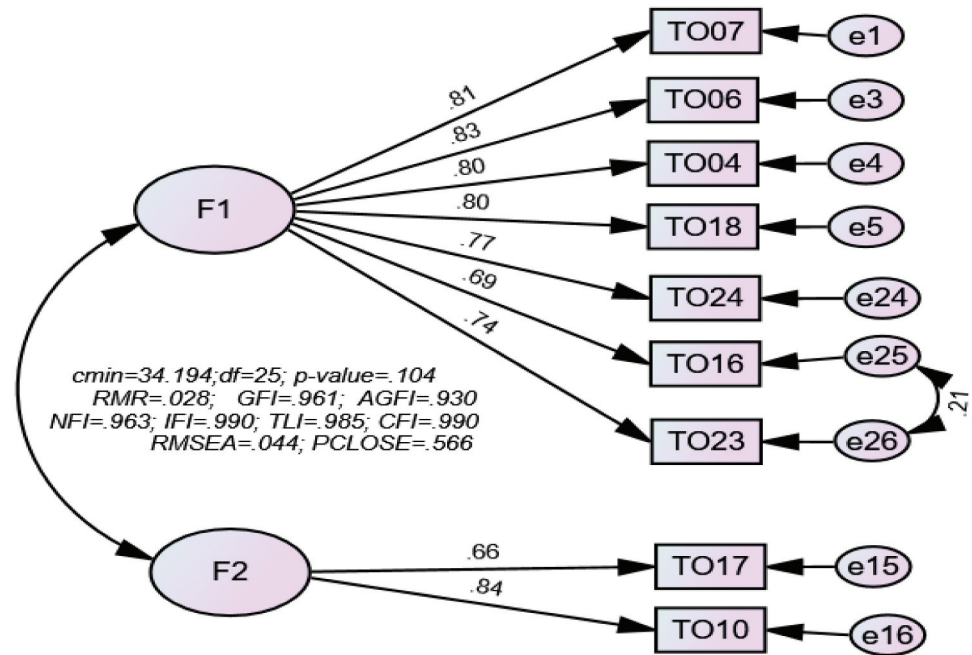 TO07
e1
.81
TO06
e3
.83
TO04
e4
.80
F1
TO18
e5
.80
TO24
e24
.77
TO16
e25
.69
TO23
e26
.74
.21
cmin=34.194;df=25; p-value=.104
RMR=.028; GFI=.961; AGFI=.930
NFI=.963; IFI=.990; TLI=.985; CFI=.990
RMSEA=.044; PCLOSE=.566
F2
.66
TO17
e15
.84
TO10
e16